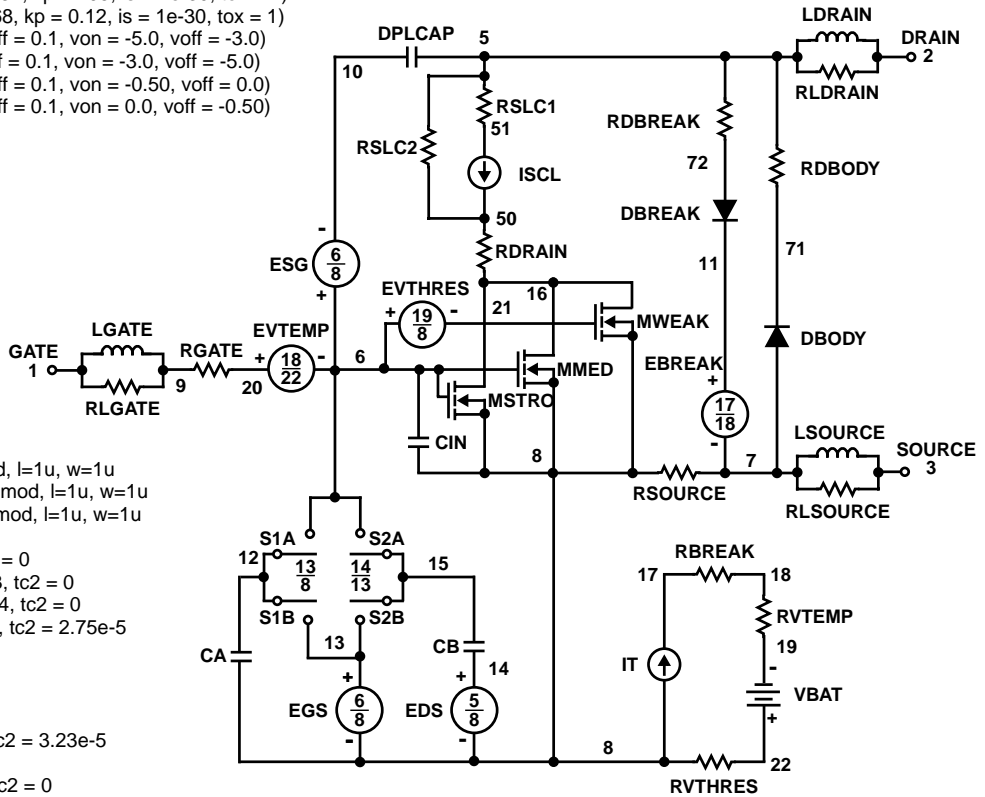 kp = 0.12, is = 1e-30, tox = 1)
ff = 0.1, von = -5.0, voff = -3.0)
f = 0.1, von = -3.0, voff = -5.0)
ff = 0.1, von = -0.50, voff = 0.0)
ff = 0.1, von = 0.0, voff = -0.50)
DPLCAP
5
10
LDRAIN
DRAIN
2
RLDRAIN
RSLC1
51
RSLC2
ISCL
50
RDRAIN
RDBREAK
72
RDBODY
DBREAK
71
11
-
ESG
6
8
+
EVTHRES
+
19
8
-
16
21
MWEAK
LGATE
GATE
1
RLGATE
9
RGATE
20
EVTEMP
+
18
22
-
6
MMED
MSTRO
CIN
8
EBREAK
+
17
18
-
DBODY
RSOURCE
7
LSOURCE
SOURCE
3
RLSOURCE
d, l=1u, w=1u
mod, l=1u, w=1u
mod, l=1u, w=1u
= 0
, tc2 = 0
4, tc2 = 0
, tc2 = 2.75e-5
c2 = 3.23e-5
c2 = 0
S1A
S2A
12
13
8
14
13
15
S1B
S2B
13
CA
CB
14
+
EGS
6
8
-
+
EDS
5
8
-
8
RBREAK
17
18
RVTEMP
19
IT
-
VBAT
+
22
RVTHRES